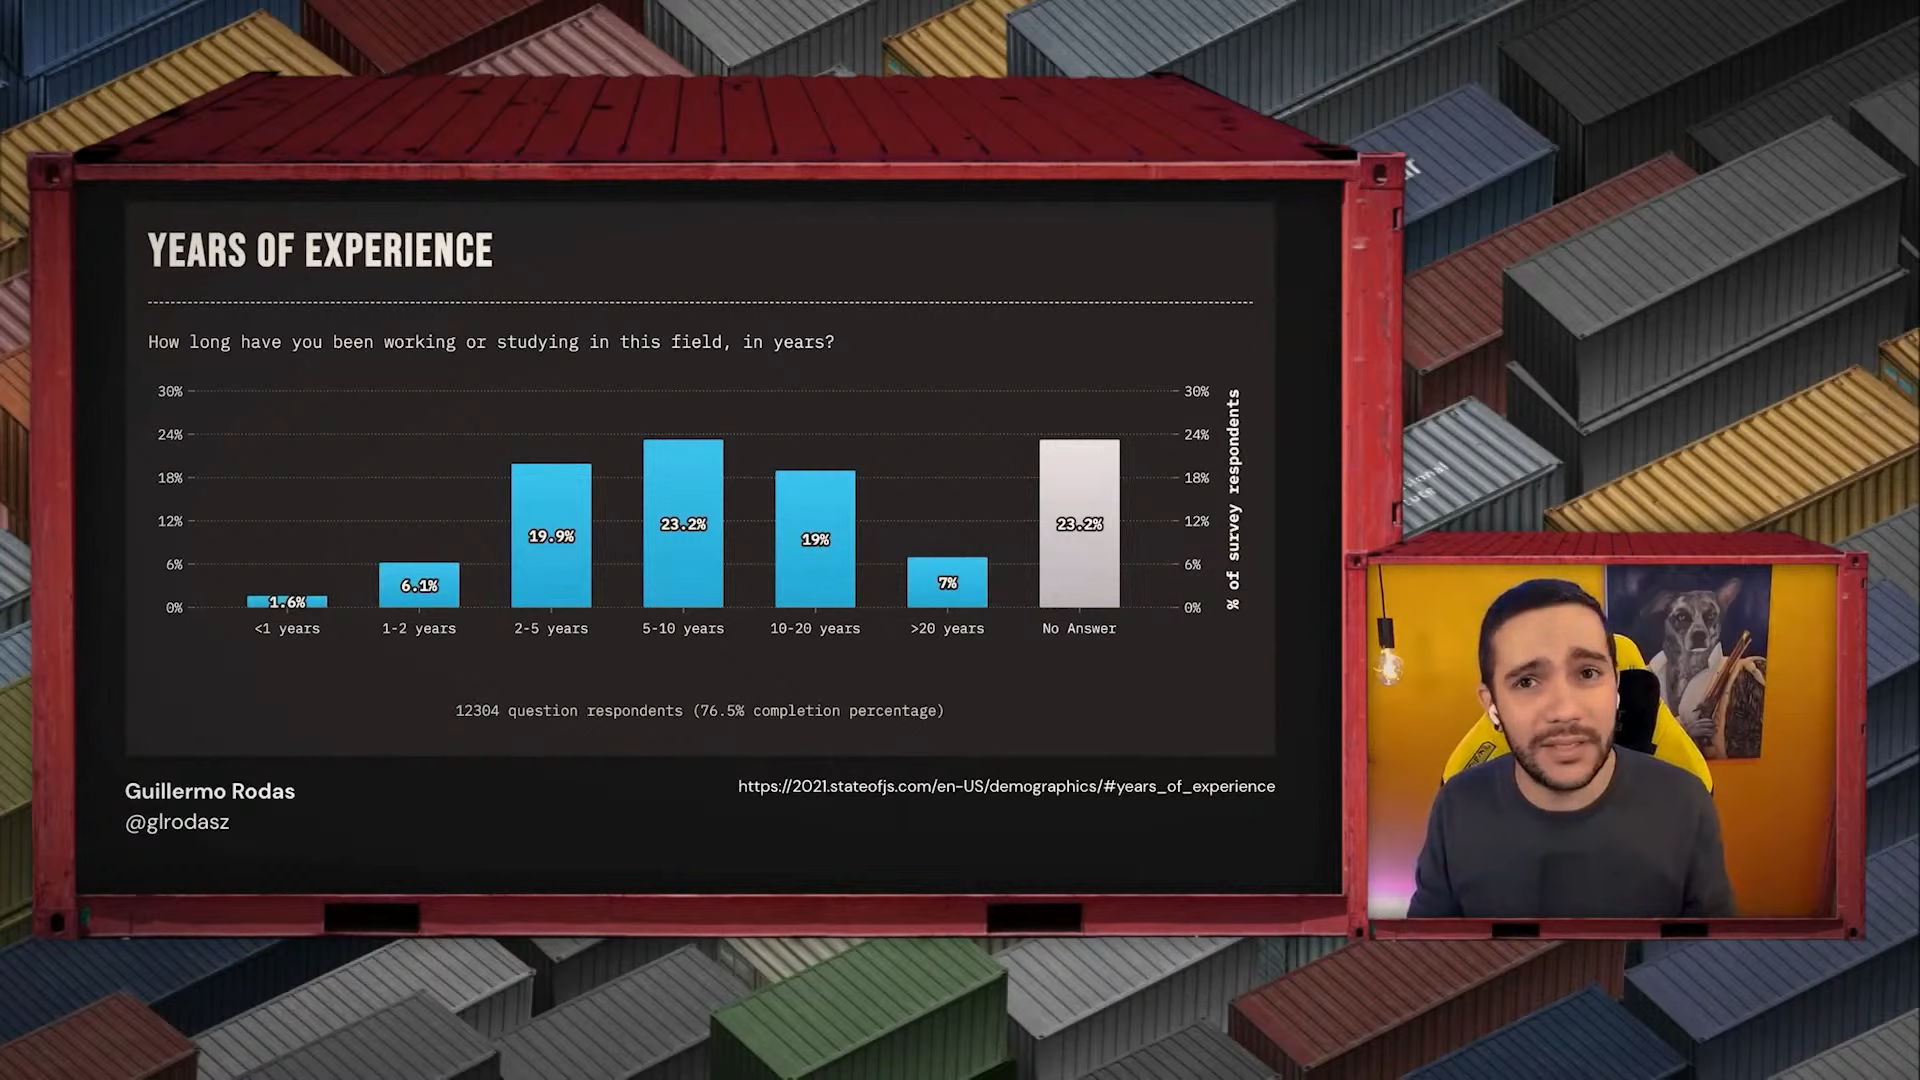 YEARS OF EXPERIENCE
How long have you been working or studying in this field, in years?
30%
24%
18%
12%
6%
0%
30%
24%
18%
12%
6%
0%
% of survey respondents
1.6%
6.1%
19.9%
23.2%
19%
7%
23.2%
<1 years
1-2 years
2-5 years
5-10 years
10-20 years
>20 years
No Answer
12304 question respondents (76.5% completion percentage)
Guillermo Rodas
@glrodasz
https://2021.stateofjs.com/en-US/demographics/#years_of_experience